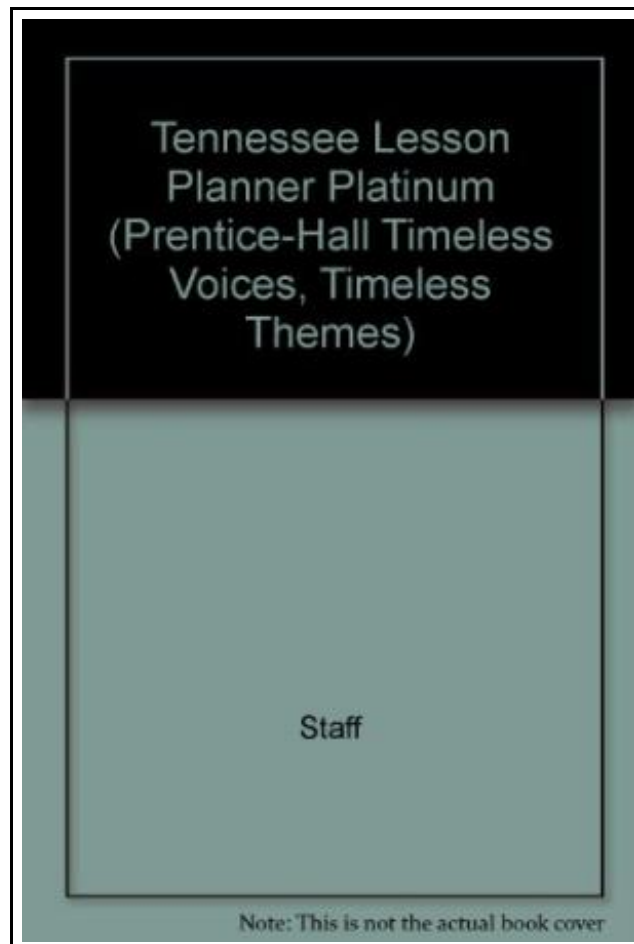 Tennessee Lesson
Planner Platinum
(Prentice-Hall Timeless
Voices, Timeless
Themes)
Staff
Note: This is not the actual book cover